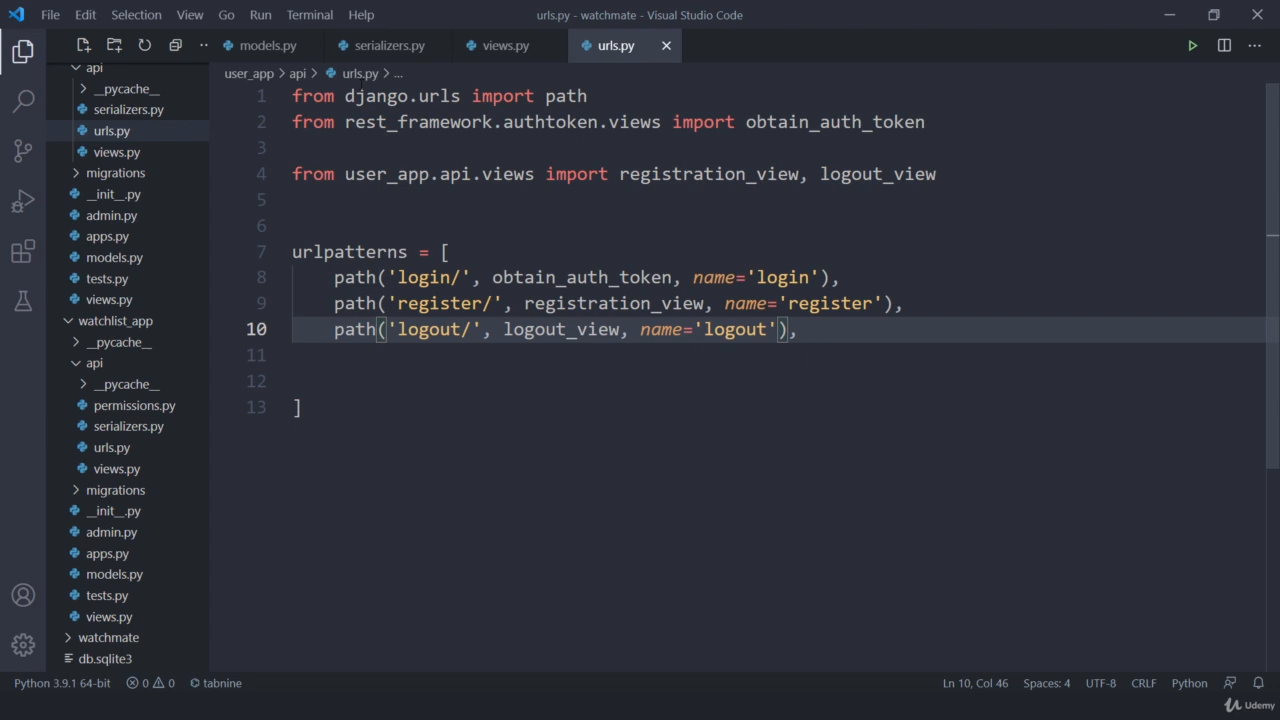 File Edit Selection View Go Run Terminal Help
urls.py - watchmate - Visual Studio Code
models.py serializers.py views.py urls.py
user_app > api > urls.py > ...
api
__pycache__
serializers.py
urls.py
views.py
migrations
__init__.py
admin.py
apps.py
models.py
tests.py
views.py
watchlist_app
__pycache__
api
__pycache__
permissions.py
serializers.py
urls.py
views.py
migrations
__init__.py
admin.py
apps.py
models.py
tests.py
views.py
watchmate
db.sqlite3
1 from django.urls import path
2 from rest_framework.authtoken.views import obtain_auth_token
3
4 from user_app.api.views import registration_view, logout_view
5
6
7 urlpatterns = [
8 path('login/', obtain_auth_token, name='login'),
9 path('register/', registration_view, name='register'),
10 path('logout/', logout_view, name='logout'),
11
12
13 ]
Python 3.9.1 64-bit 0 0 tabnine Ln 10, Col 46 Spaces: 4 UTF-8 CRLF Python
Udemy